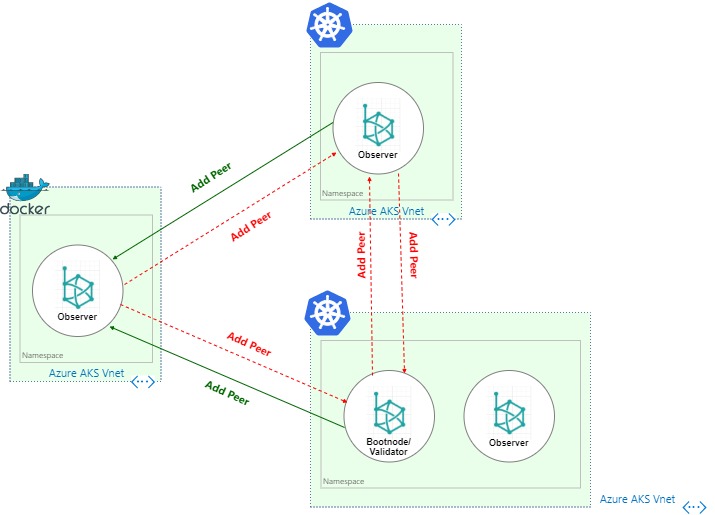 Observer
Namespace
Azure AKS Vnet
Add Peer
Add Peer
docker
Add Peer
Add Peer
Observer
Namespace
Azure AKS Vnet
Add Peer
Add Peer
Bootnode/
Validator
Observer
Namespace
Azure AKS Vnet